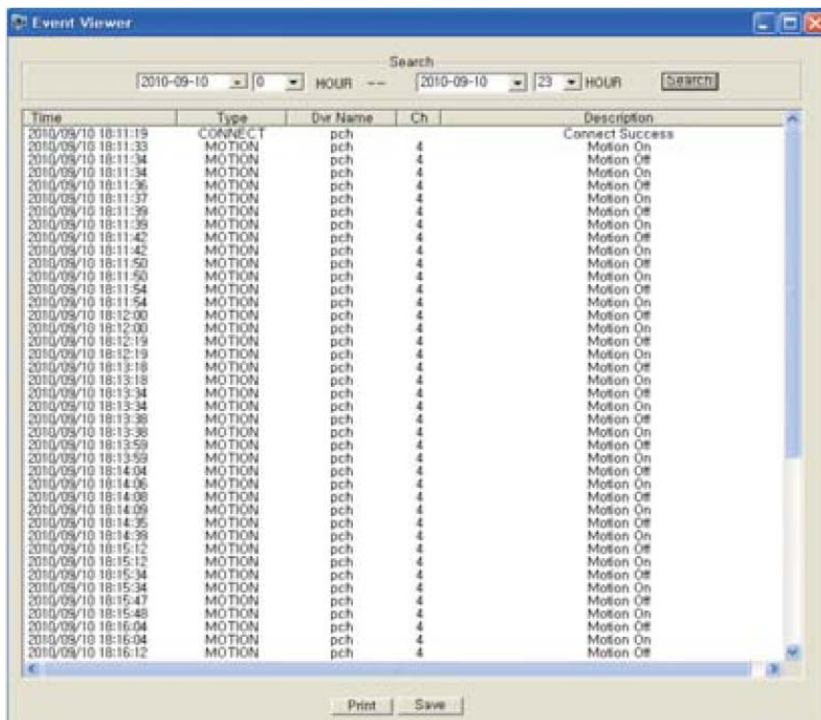 Event Viewer
Search
2010-09-10 0 HOUR -- 2010-09-10 23 HOUR Search
Time Type Dvr Name Ch Description
2010/09/10 18:11:19 CONNECT pch Connect Success
2010/09/10 18:11:33 MOTION pch 4 Motion On
2010/09/10 18:11:34 MOTION pch 4 Motion Off
2010/09/10 18:11:34 MOTION pch 4 Motion On
2010/09/10 18:11:36 MOTION pch 4 Motion Off
2010/09/10 18:11:37 MOTION pch 4 Motion On
2010/09/10 18:11:39 MOTION pch 4 Motion Off
2010/09/10 18:11:39 MOTION pch 4 Motion On
2010/09/10 18:11:42 MOTION pch 4 Motion Off
2010/09/10 18:11:42 MOTION pch 4 Motion On
2010/09/10 18:11:50 MOTION pch 4 Motion Off
2010/09/10 18:11:50 MOTION pch 4 Motion On
2010/09/10 18:11:54 MOTION pch 4 Motion Off
2010/09/10 18:11:54 MOTION pch 4 Motion On
2010/09/10 18:12:00 MOTION pch 4 Motion Off
2010/09/10 18:12:00 MOTION pch 4 Motion On
2010/09/10 18:12:19 MOTION pch 4 Motion Off
2010/09/10 18:12:19 MOTION pch 4 Motion On
2010/09/10 18:13:18 MOTION pch 4 Motion Off
2010/09/10 18:13:18 MOTION pch 4 Motion On
2010/09/10 18:13:34 MOTION pch 4 Motion Off
2010/09/10 18:13:34 MOTION pch 4 Motion On
2010/09/10 18:13:38 MOTION pch 4 Motion Off
2010/09/10 18:13:38 MOTION pch 4 Motion On
2010/09/10 18:13:59 MOTION pch 4 Motion Off
2010/09/10 18:13:59 MOTION pch 4 Motion On
2010/09/10 18:14:04 MOTION pch 4 Motion Off
2010/09/10 18:14:06 MOTION pch 4 Motion On
2010/09/10 18:14:08 MOTION pch 4 Motion Off
2010/09/10 18:14:09 MOTION pch 4 Motion On
2010/09/10 18:14:35 MOTION pch 4 Motion Off
2010/09/10 18:14:39 MOTION pch 4 Motion On
2010/09/10 18:15:12 MOTION pch 4 Motion Off
2010/09/10 18:15:12 MOTION pch 4 Motion On
2010/09/10 18:15:34 MOTION pch 4 Motion Off
2010/09/10 18:15:34 MOTION pch 4 Motion On
2010/09/10 18:15:47 MOTION pch 4 Motion Off
2010/09/10 18:15:48 MOTION pch 4 Motion On
2010/09/10 18:16:04 MOTION pch 4 Motion Off
2010/09/10 18:16:04 MOTION pch 4 Motion On
2010/09/10 18:16:12 MOTION pch 4 Motion Off
Print Save